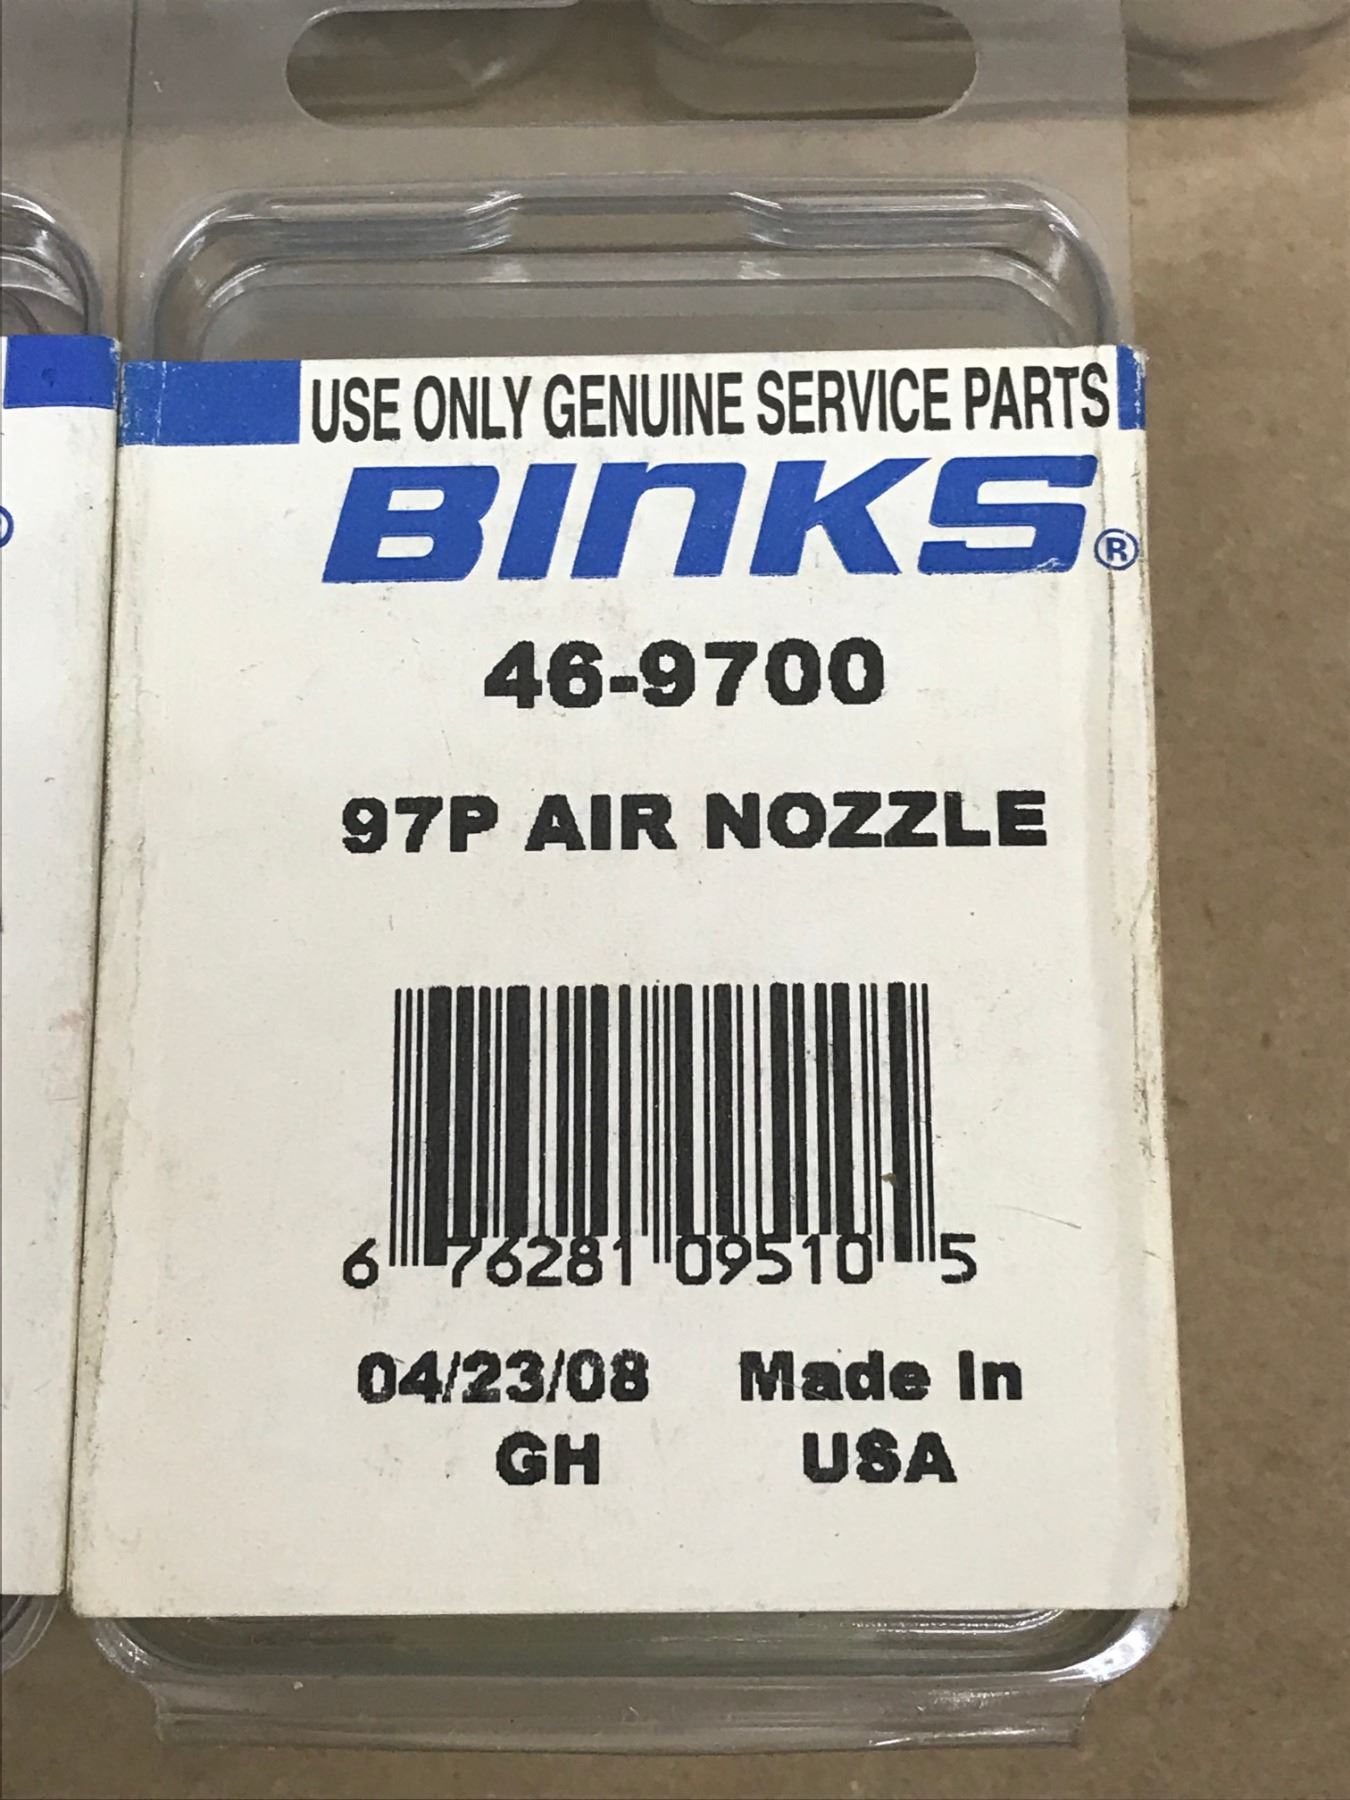 USE ONLY GENUINE SERVICE PARTS
BINKS®
46-9700
97P AIR NOZZLE
6 76281 09510 5
04/23/08 Made In
GH USA
®